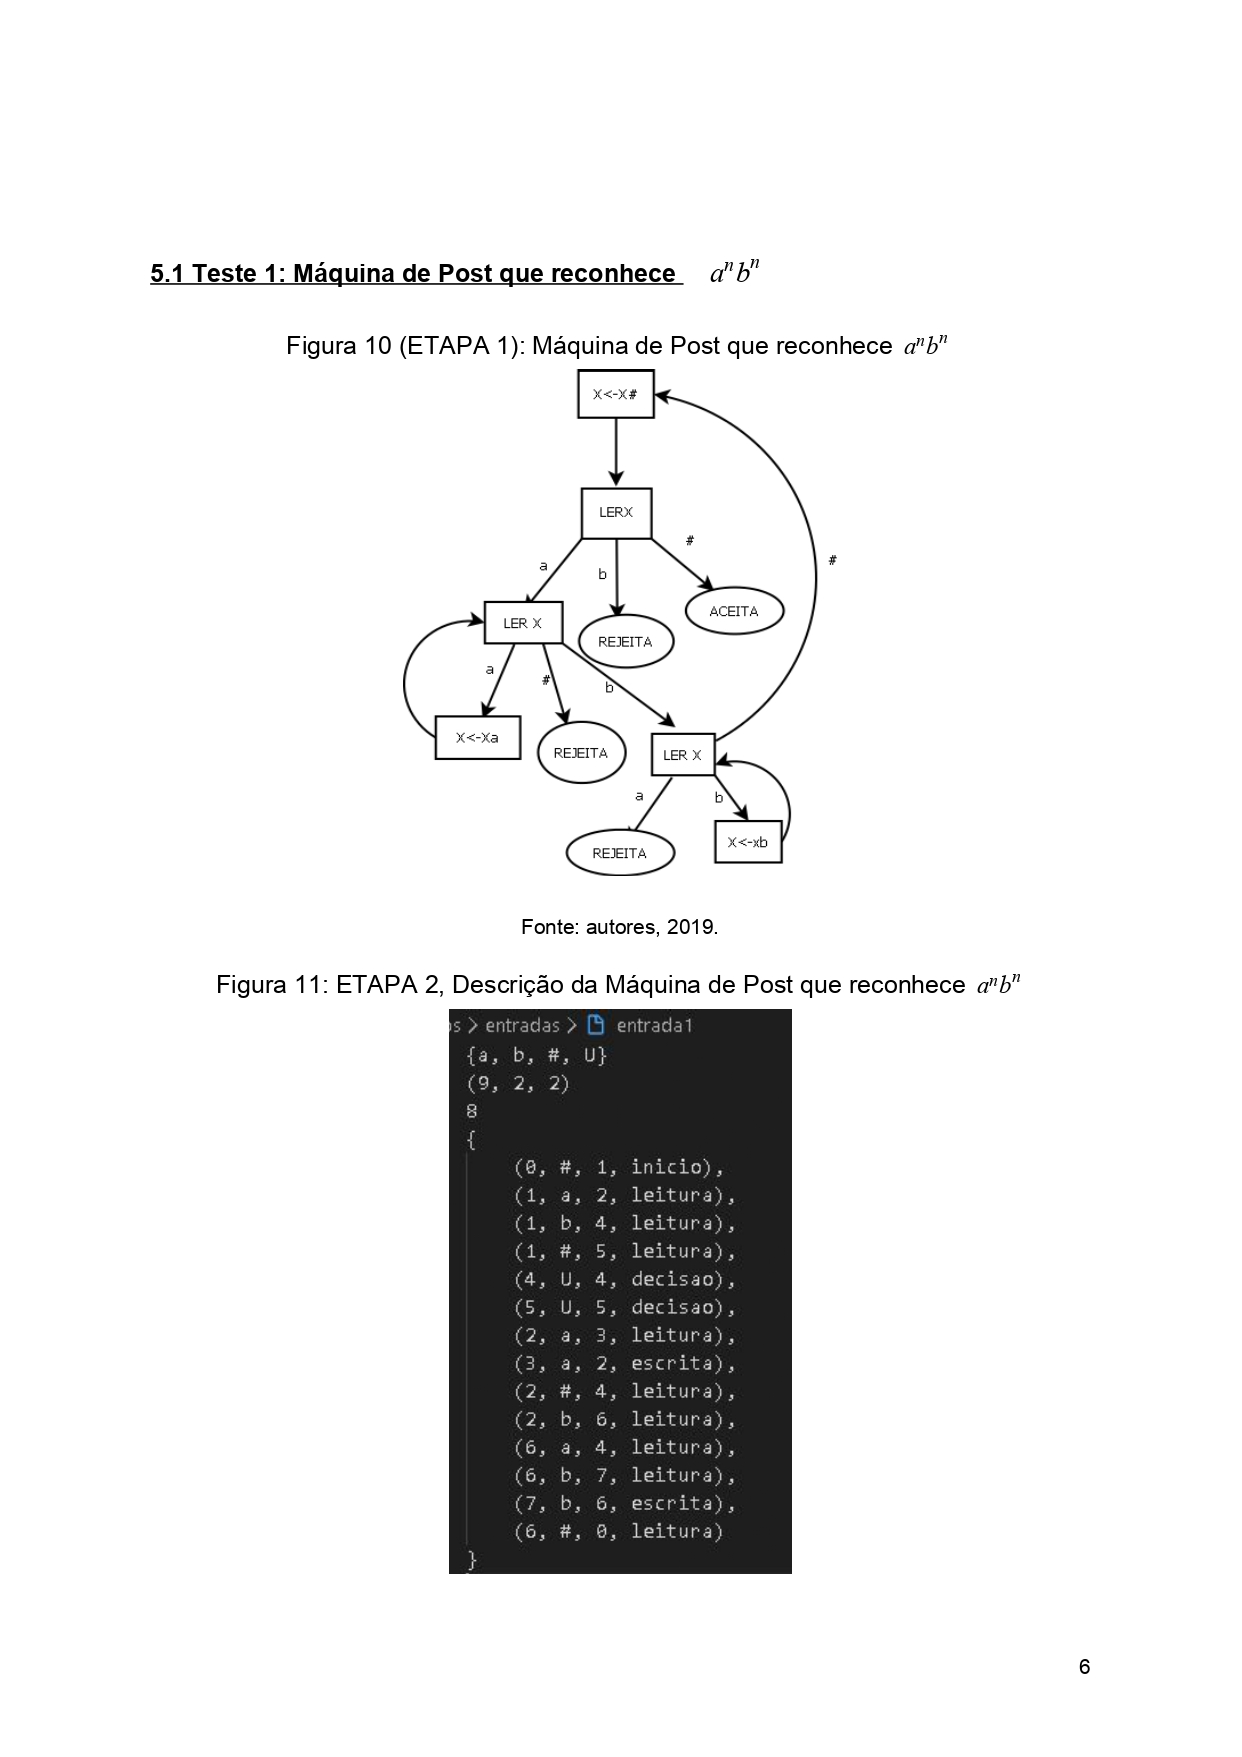 5.1 Teste 1: Máquina de Post que reconhece aⁿbⁿ
Figura 10 (ETAPA 1): Máquina de Post que reconhece aⁿbⁿ
X<-X#
LERX
#
#
a
b
ACEITA
LER X
REJEITA
a
#
b
X<-Xa
REJEITA
LER X
a
b
X<-xb
REJEITA
Fonte: autores, 2019.
Figura 11: ETAPA 2, Descrição da Máquina de Post que reconhece aⁿbⁿ
s > entradas > entrada1
{a, b, #, U}
(9, 2, 2)
8
{
(0, #, 1, inicio),
(1, a, 2, leitura),
(1, b, 4, leitura),
(1, #, 5, leitura),
(4, U, 4, decisao),
(5, U, 5, decisao),
(2, a, 3, leitura),
(3, a, 2, escrita),
(2, #, 4, leitura),
(2, b, 6, leitura),
(6, a, 4, leitura),
(6, b, 7, leitura),
(7, b, 6, escrita),
(6, #, 0, leitura)
}
6